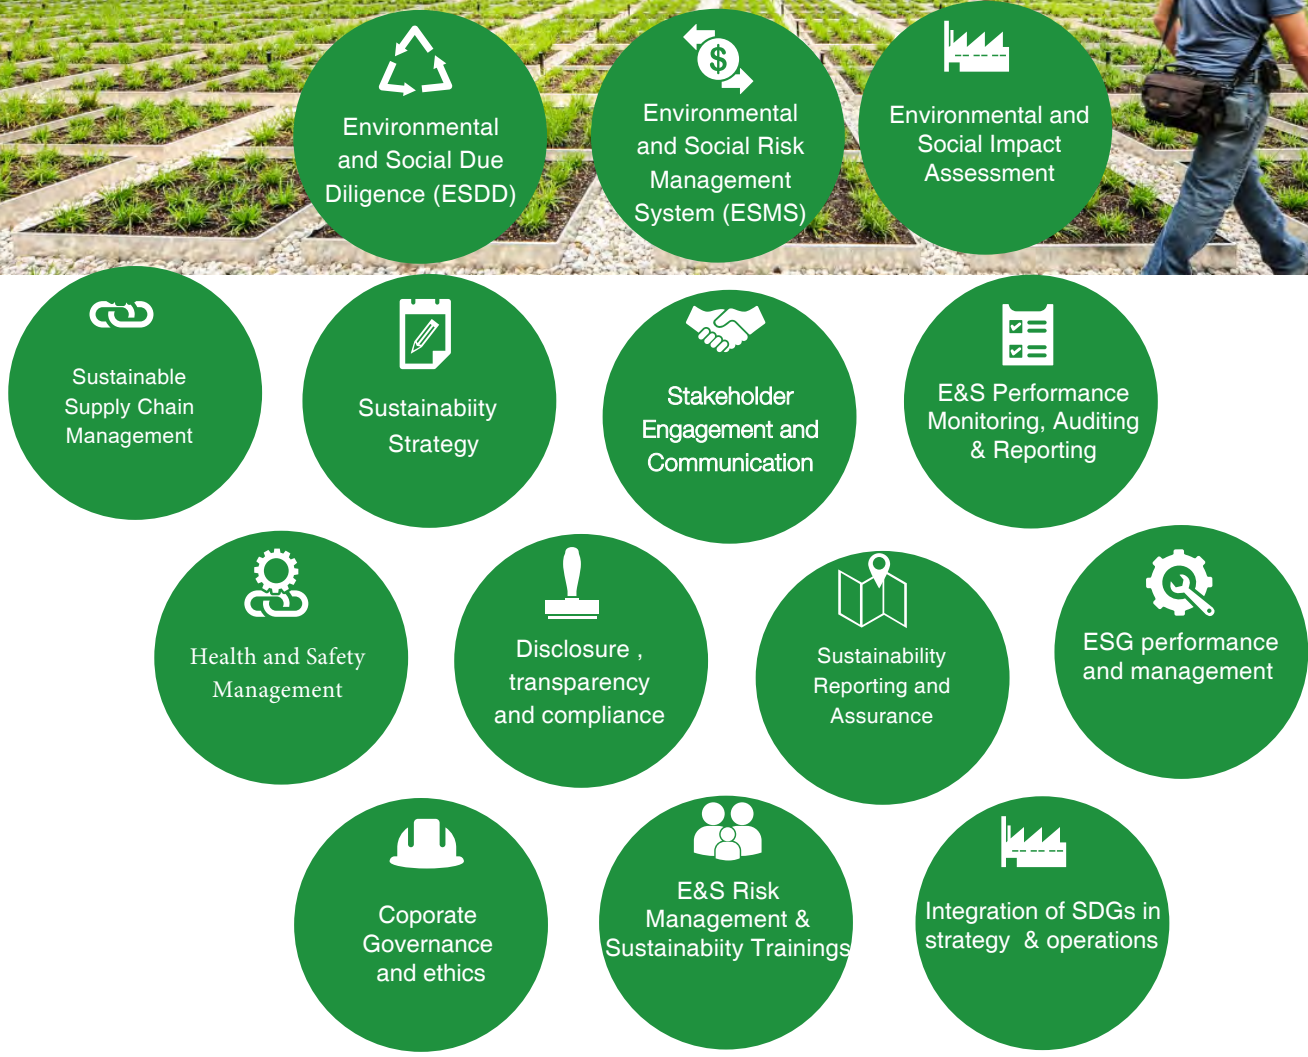 Environmental
and Social Due
Diligence (ESDD)
$
Environmental
and Social Risk
Management
System (ESMS)
Environmental and
Social Impact
Assessment
Sustainable
Supply Chain
Management
Sustainabiity
Strategy
Stakeholder
Engagement and
Communication
E&S Performance
Monitoring, Auditing
& Reporting
Health and Safety
Management
Disclosure ,
transparency
and compliance
Sustainability
Reporting and
Assurance
ESG performance
and management
Coporate
Governance
and ethics
E&S Risk
Management &
Sustainabiity Trainings
Integration of SDGs in
strategy & operations